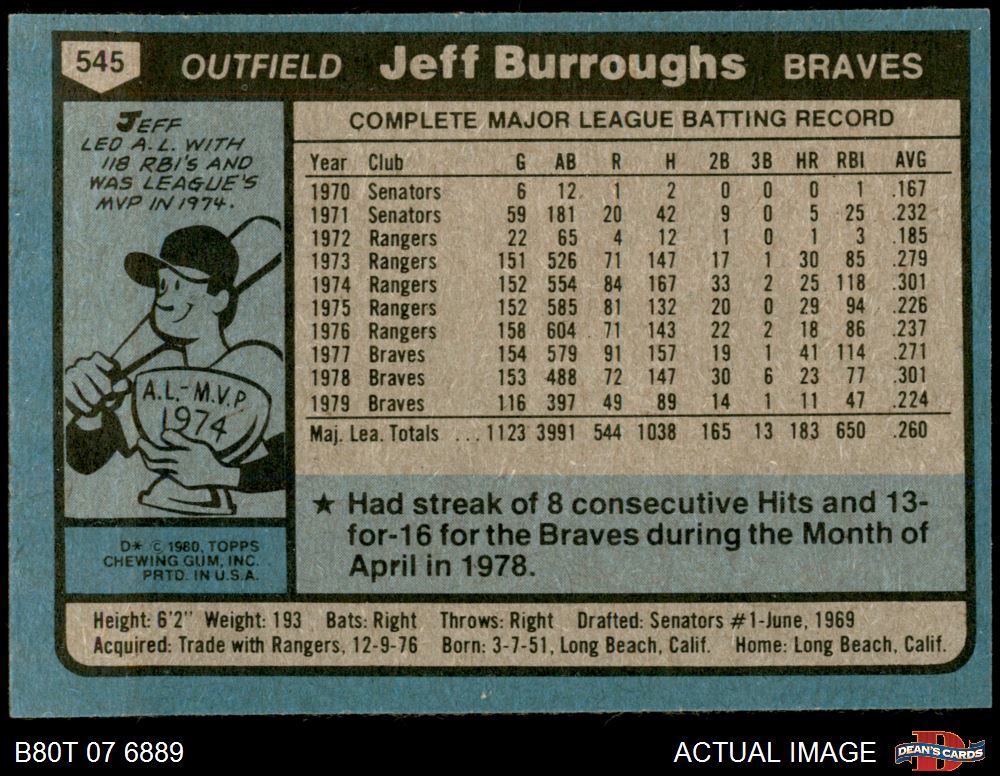 545 OUTFIELD Jeff Burroughs BRAVES
JEFF
LED A.L. WITH
118 RBI'S AND
WAS LEAGUE'S
MVP IN 1974.
A.L.-M.V.P
1974
D* © 1980, TOPPS
CHEWING GUM, INC.
PRTD. IN U.S.A.
COMPLETE MAJOR LEAGUE BATTING RECORD
Year Club G AB R H 2B 3B HR RBI AVG
1970 Senators 6 12 1 2 0 0 0 1 .167
1971 Senators 59 181 20 42 9 0 5 25 .232
1972 Rangers 22 65 4 12 1 0 1 3 .185
1973 Rangers 151 526 71 147 17 1 30 85 .279
1974 Rangers 152 554 84 167 33 2 25 118 .301
1975 Rangers 152 585 81 132 20 0 29 94 .226
1976 Rangers 158 604 71 143 22 2 18 86 .237
1977 Braves 154 579 91 157 19 1 41 114 .271
1978 Braves 153 488 72 147 30 6 23 77 .301
1979 Braves 116 397 49 89 14 1 11 47 .224
Maj. Lea. Totals ... 1123 3991 544 1038 165 13 183 650 .260
★ Had streak of 8 consecutive Hits and 13-
for-16 for the Braves during the Month of
April in 1978.
Height: 6'2" Weight: 193 Bats: Right Throws: Right Drafted: Senators #1-June, 1969
Acquired: Trade with Rangers, 12-9-76 Born: 3-7-51, Long Beach, Calif. Home: Long Beach, Calif.
B80T 07 6889 ACTUAL IMAGE D DEAN'S CARDS